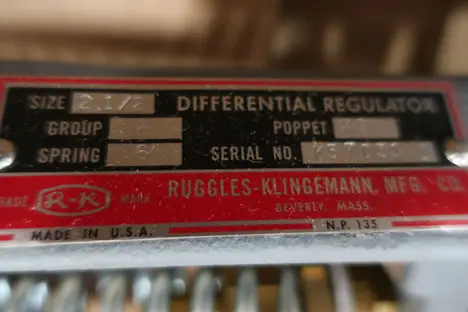 SIZE 2.1/2 DIFFERENTIAL REGULATOR
GROUP POPPET
SPRING SERIAL NO.
TRADE R-K MARK RUGGLES-KLINGEMANN, MFG. CO.
BEVERLY, MASS.
MADE IN U.S.A. N.P. 135